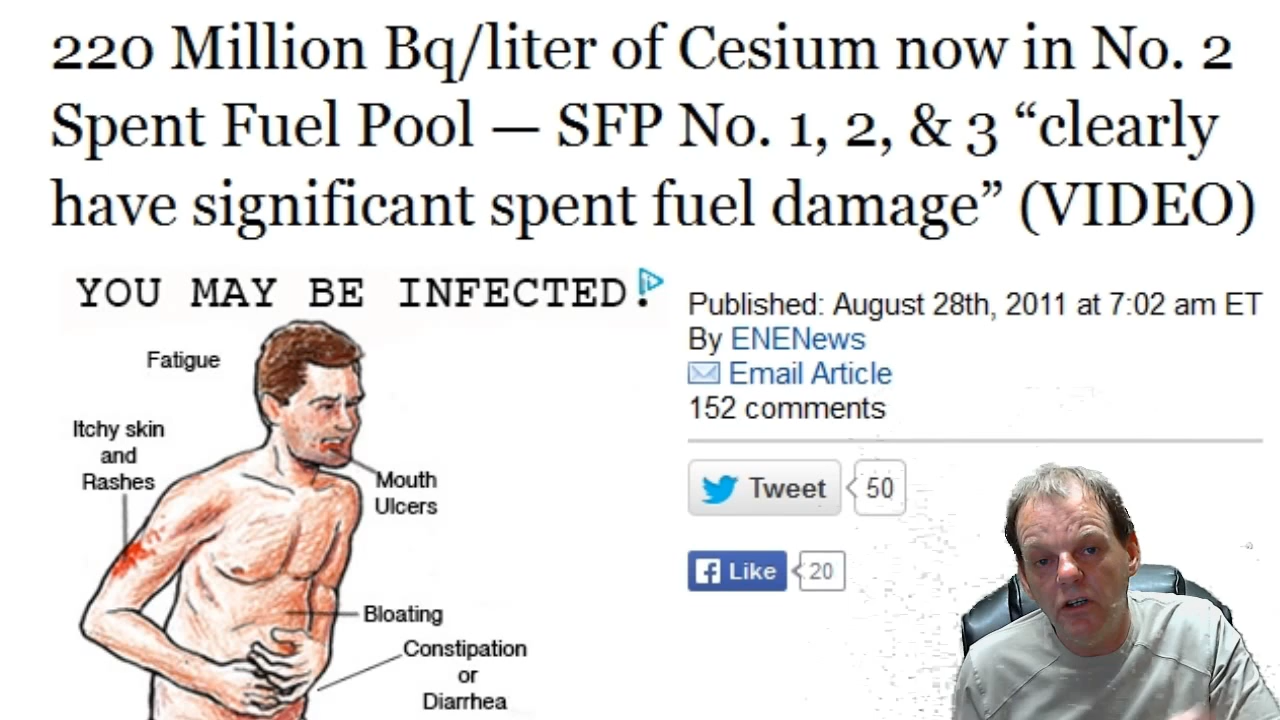 220 Million Bq/liter of Cesium now in No. 2
Spent Fuel Pool — SFP No. 1, 2, & 3 “clearly
have significant spent fuel damage” (VIDEO)
YOU MAY BE INFECTED!
Fatigue
Itchy skin
and
Rashes
Mouth
Ulcers
Bloating
Constipation
or
Diarrhea
Published: August 28th, 2011 at 7:02 am ET
By ENENews
Email Article
152 comments
Tweet 50
Like 20